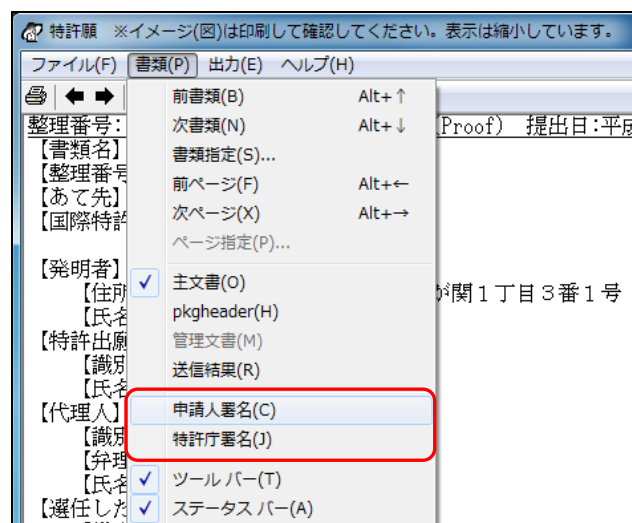 特許願 ※イメージ(図)は印刷して確認してください。表示は縮小しています。
ファイル(F) 書類(P) 出力(E) ヘルプ(H)
前書類(B) Alt+↑
整理番号: 次書類(N) Alt+↓ (Proof) 提出日:平成
【書類名】 書類指定(S)...
【整理番号 前ページ(F) Alt+←
【あて先】 次ページ(X) Alt+→
【国際特許 ページ指定(P)...
【発明者】 主文書(O)
【住所 が関1丁目3番1号
【氏名 pkgheader(H)
【特許出願 管理文書(M)
【識別 送信結果(R)
【氏名
【代理人】 申請人署名(C)
【識別 特許庁署名(J)
【弁理
【氏名 ツール バー(T)
【選任した ステータス バー(A)